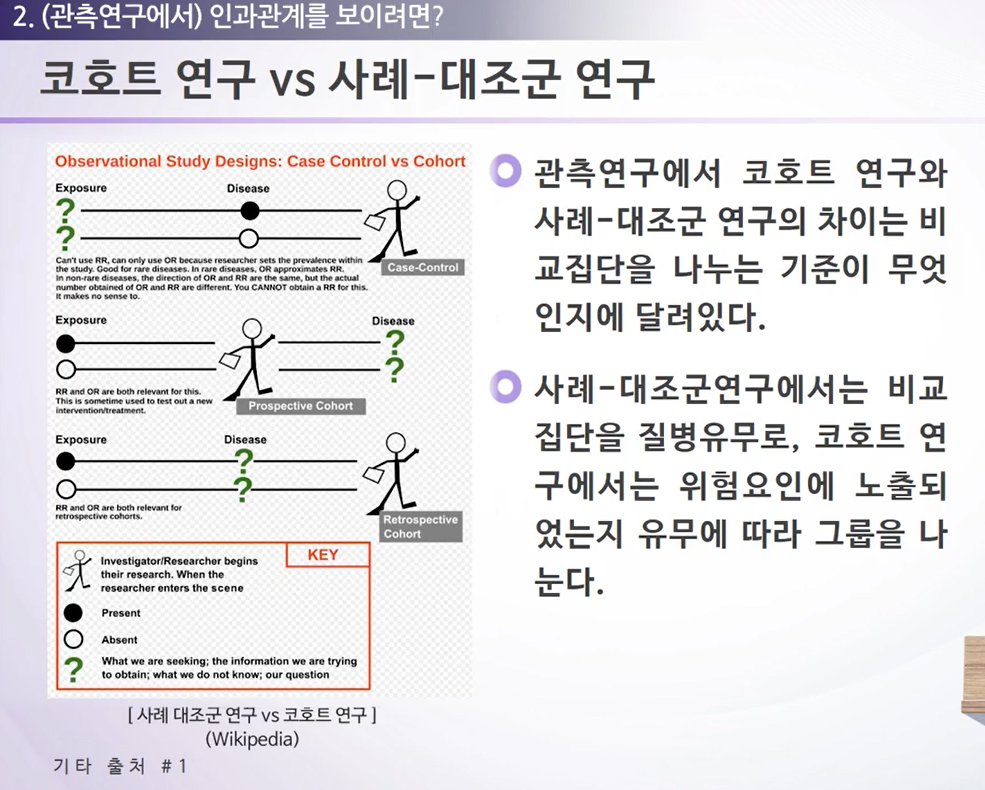 2. (관측연구에서) 인과관계를 보이려면?
코호트 연구 vs 사례-대조군 연구
Observational Study Designs: Case Control vs Cohort
Exposure
Disease
?
?
Case-Control
Can't use RR, can only use OR because researcher sets the prevalence within
the study. Good for rare diseases. In rare diseases, OR approximates RR.
In non-rare diseases, the direction of OR and RR are the same, but the actual
number obtained of OR and RR are different. You CANNOT obtain a RR for this.
It makes no sense to.
Exposure
Disease
?
?
RR and OR are both relevant for this.
This is sometime used to test out a new
intervention/treatment.
Prospective Cohort
Exposure
Disease
?
?
RR and OR are both relevant for
retrospective cohorts.
Retrospective
Cohort
KEY
Investigator/Researcher begins
their research. When the
researcher enters the scene
Present
Absent
?
What we are seeking; the information we are trying
to obtain; what we do not know; our question
[ 사례 대조군 연구 vs 코호트 연구 ]
(Wikipedia)
기타 출처 #1
관측연구에서 코호트 연구와
사례-대조군 연구의 차이는 비
교집단을 나누는 기준이 무엇
인지에 달려있다.
사례-대조군연구에서는 비교
집단을 질병유무로, 코호트 연
구에서는 위험요인에 노출되
었는지 유무에 따라 그룹을 나
눈다.